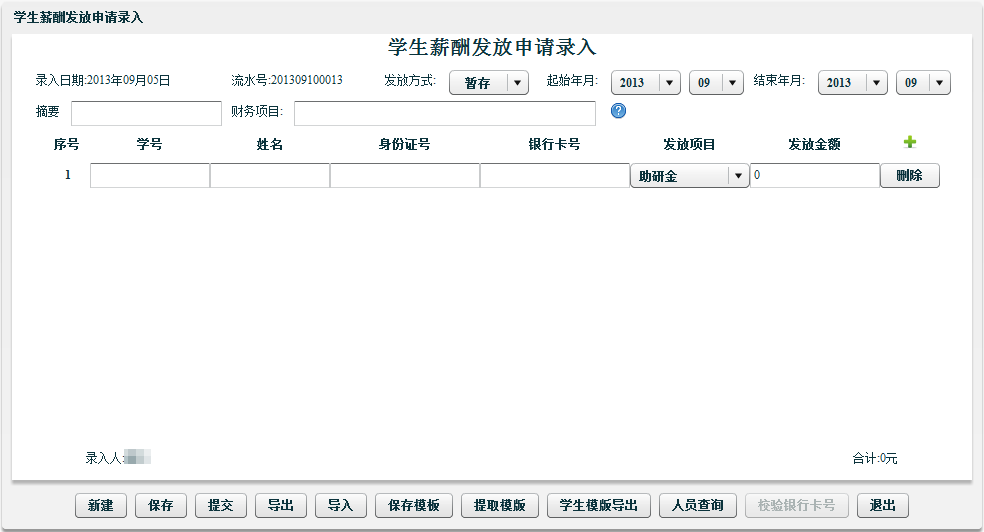 学生薪酬发放申请录入
学生薪酬发放申请录入
录入日期:2013年09月05日 流水号:201309100013 发放方式: 暂存 起始年月: 2013 09 结束年月: 2013 09
摘要 财务项目: ?
序号 学号 姓名 身份证号 银行卡号 发放项目 发放金额
1 助研金 0 删除
录入人: 合计:0元
新建 保存 提交 导出 导入 保存模板 提取模版 学生模版导出 人员查询 校验银行卡号 退出